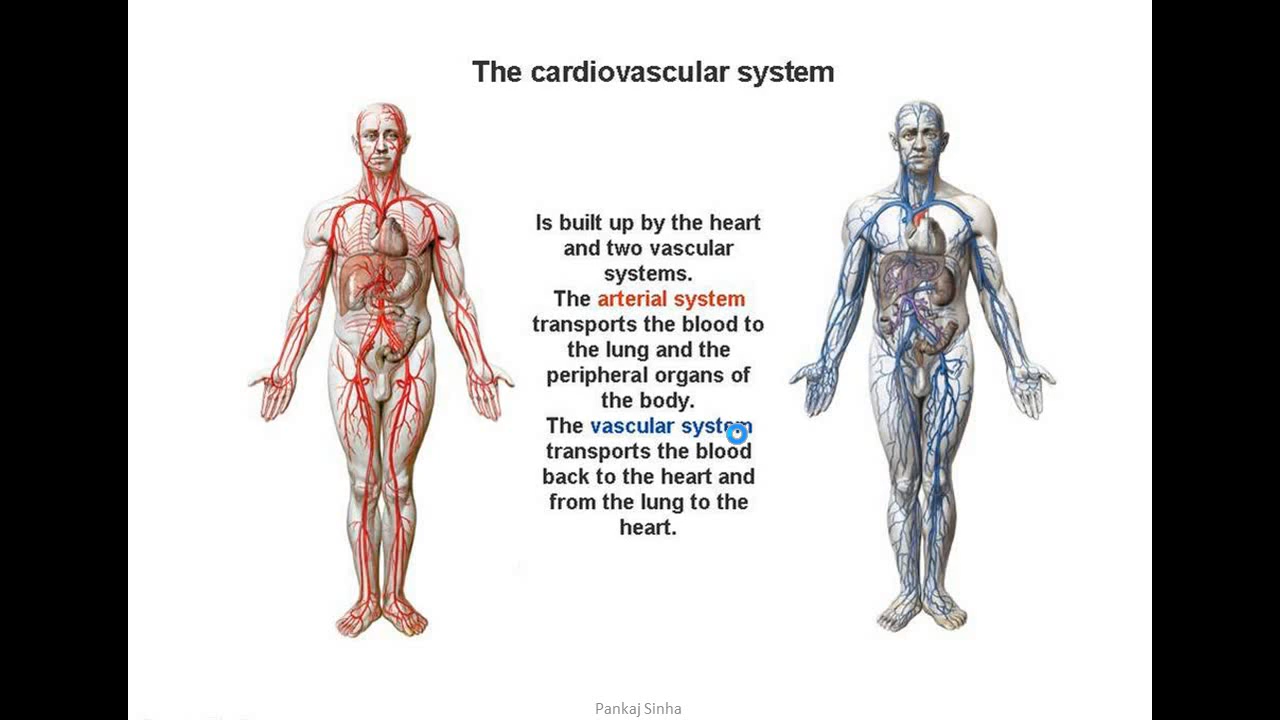 The cardiovascular system
Is built up by the heart
and two vascular
systems.
The arterial system
transports the blood to
the lung and the
peripheral organs of
the body.
The vascular system
transports the blood
back to the heart and
from the lung to the
heart.
Pankaj Sinha